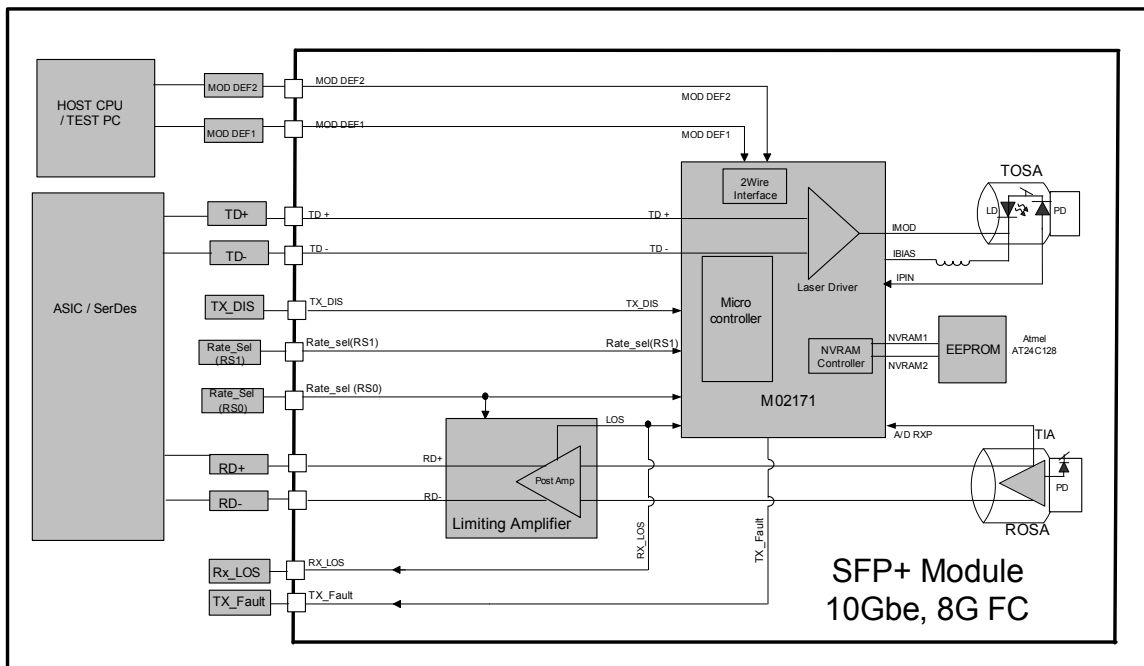 HOST CPU
/ TEST PC
MOD DEF2
MOD DEF2
MOD DEF2
MOD DEF1
MOD DEF1
MOD DEF1
2Wire
Interface
TOSA
LD
PD
ASIC / SerDes
TD+
TD +
TD +
TD-
TD -
TD -
IMOD
IBIAS
IPIN
Laser Driver
TX_DIS
TX_DIS
TX_DIS
Micro
controller
Rate_Sel
(RS1)
Rate_sel(RS1)
Rate_sel(RS1)
NVRAM
Controller
NVRAM1
NVRAM2
EEPROM
Atmel
AT24C128
Rate_Sel
(RS0)
Rate_sel (RS0)
M02171
LOS
A/D RXP
TIA
RD+
RD+
Post Amp
PD
RD-
RD-
Limiting Amplifier
ROSA
RX_LOS
TX_Fault
Rx_LOS
RX_LOS
TX_Fault
TX_Fault
SFP+ Module
10Gbe, 8G FC